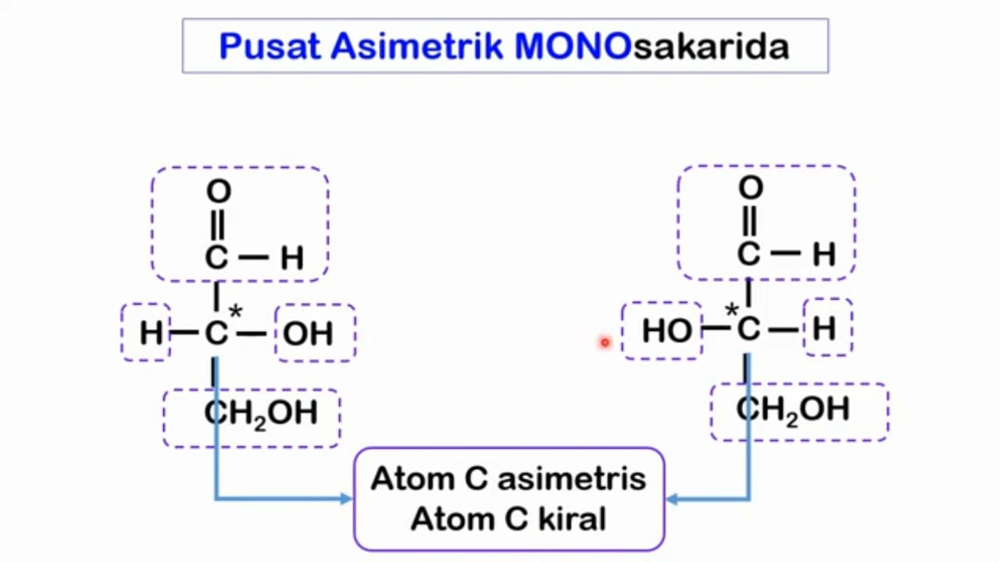 Pusat Asimetrik MONOsakarida
O
C — H
H — C* — OH
CH₂OH
O
C — H
HO — *C — H
CH₂OH
Atom C asimetris
Atom C kiral